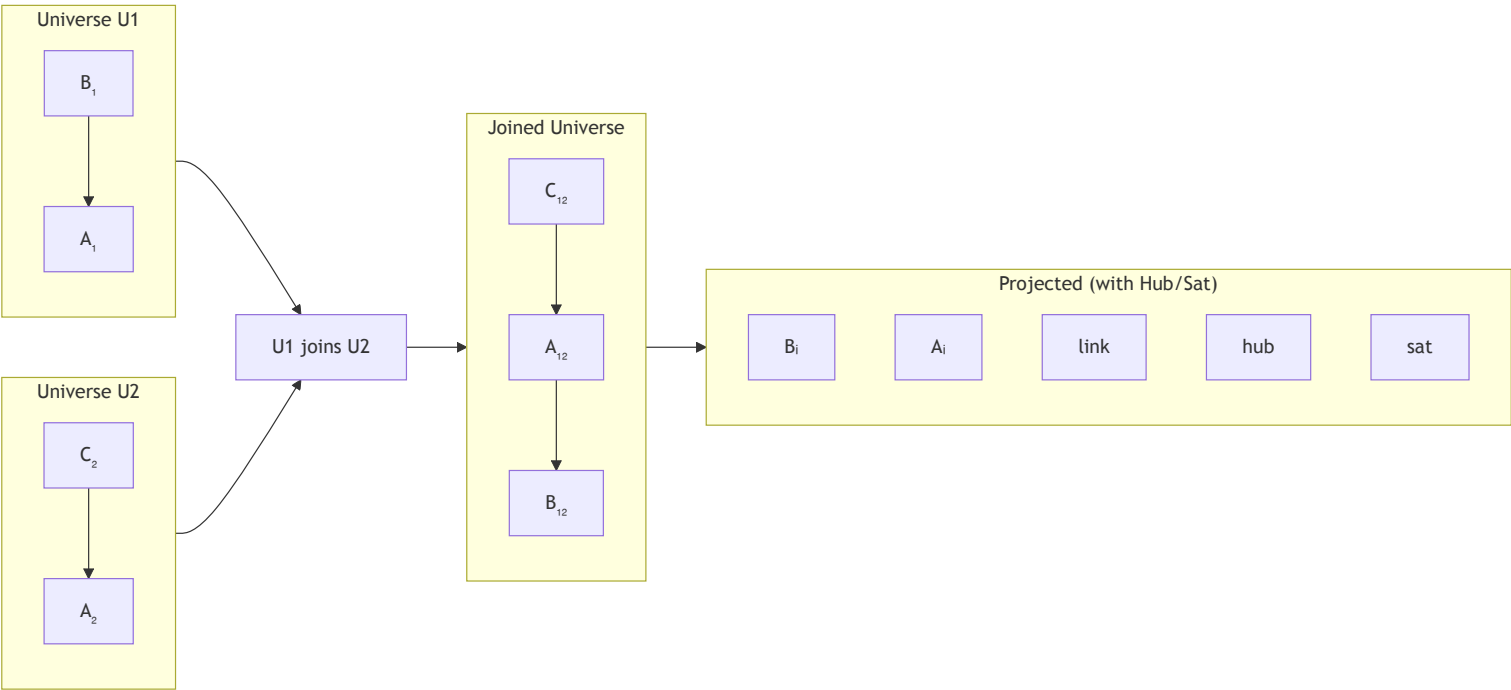 Universe U1
B₁
A₁
Universe U2
C₂
A₂
U1 joins U2
Joined Universe
C₁₂
A₁₂
B₁₂
Projected (with Hub/Sat)
Bᵢ
Aᵢ
link
hub
sat